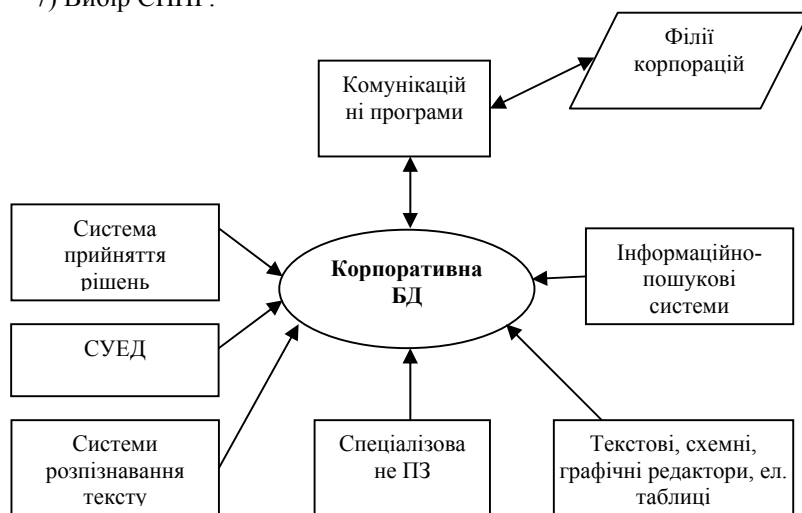 7) Вибір СППР.
Філії
корпорацій
Комунікацій
ні програми
Система
прийняття
рішень
Корпоративна
БД
Інформаційно-
пошукові
системи
СУЕД
Системи
розпізнавання
тексту
Спеціалізова
не ПЗ
Текстові, схемні,
графічні редактори, ел.
таблиці